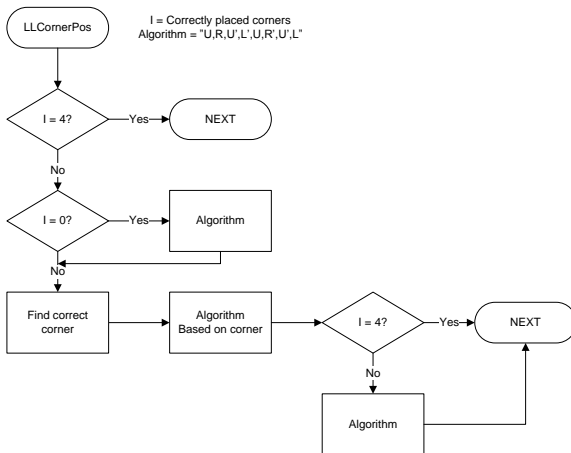 LLCornerPos
I = Correctly placed corners
Algorithm = "U,R,U',L',U,R',U',L"
I = 4?
Yes
NEXT
No
I = 0?
Yes
Algorithm
No
Find correct
corner
Algorithm
Based on corner
I = 4?
Yes
NEXT
No
Algorithm